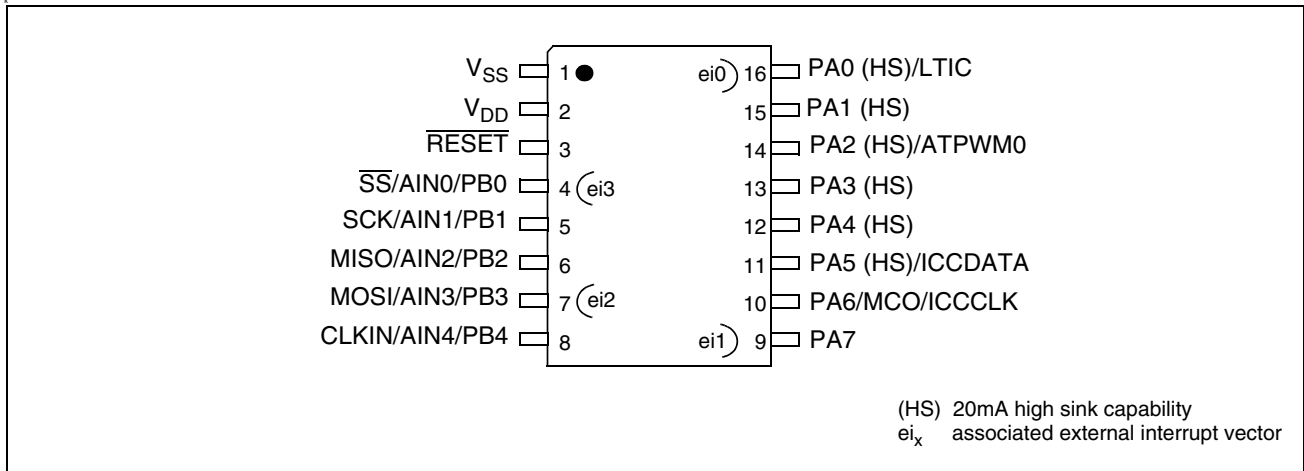 V_SS 1 ei0 16 PA0 (HS)/LTIC
V_DD 2 15 PA1 (HS)
RESET 3 14 PA2 (HS)/ATPWM0
SS/AIN0/PB0 4 ei3 13 PA3 (HS)
SCK/AIN1/PB1 5 12 PA4 (HS)
MISO/AIN2/PB2 6 11 PA5 (HS)/ICCDATA
MOSI/AIN3/PB3 7 ei2 10 PA6/MCO/ICCCLK
CLKIN/AIN4/PB4 8 ei1 9 PA7
(HS) 20mA high sink capability
ei_x associated external interrupt vector